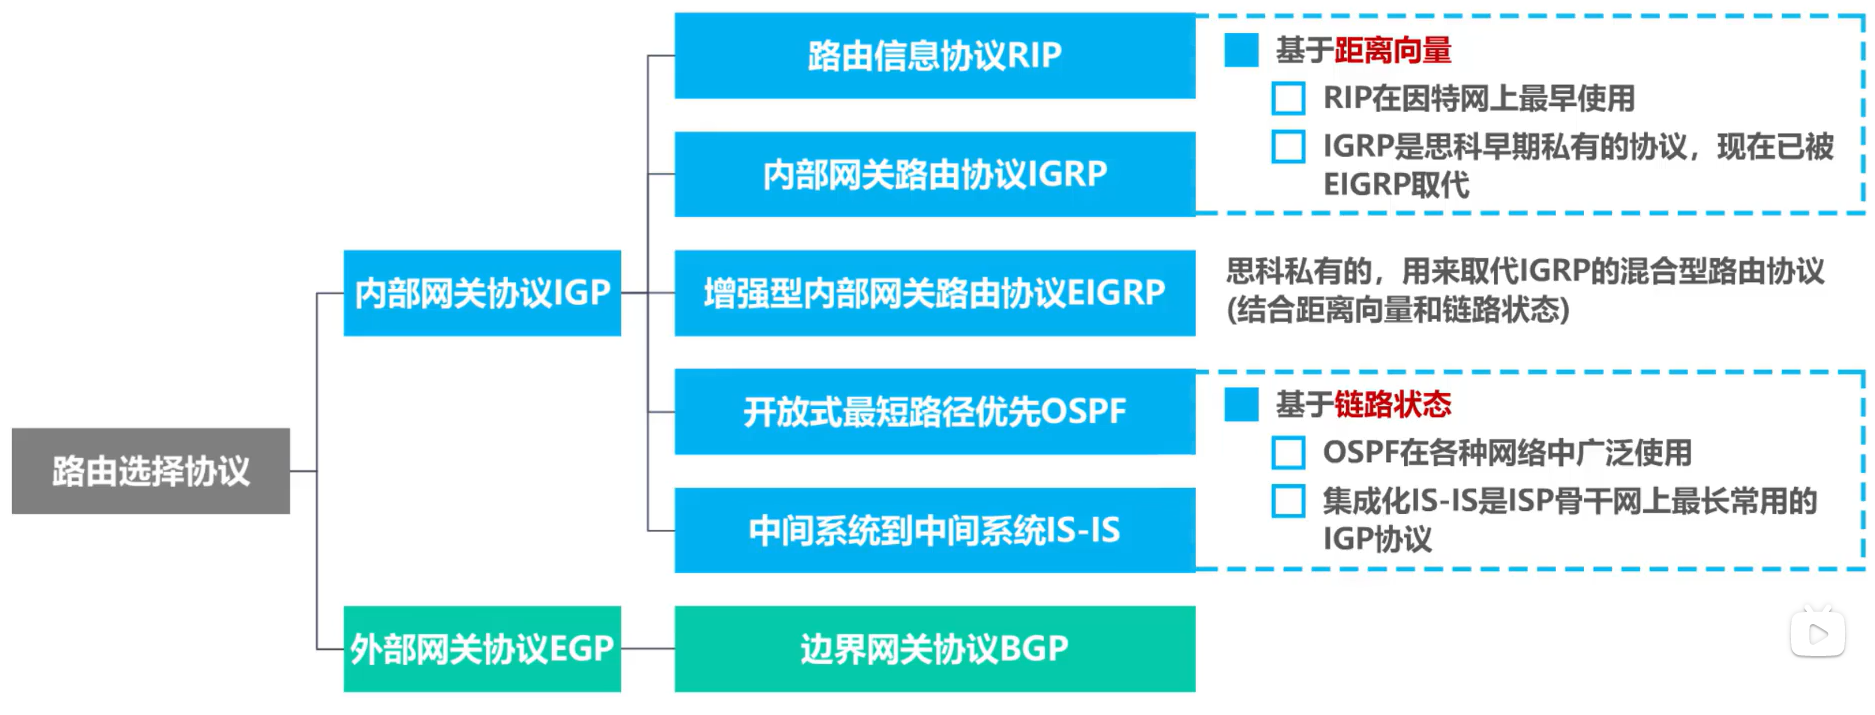 路由信息协议RIP
基于距离向量
RIP在因特网上最早使用
IGRP是思科早期私有的协议，现在已被
EIGRP取代
内部网关路由协议IGRP
内部网关协议IGP
增强型内部网关路由协议EIGRP
思科私有的，用来取代IGRP的混合型路由协议
(结合距离向量和链路状态)
开放式最短路径优先OSPF
基于链路状态
OSPF在各种网络中广泛使用
集成化IS-IS是ISP骨干网上最长常用的
IGP协议
路由选择协议
中间系统到中间系统IS-IS
外部网关协议EGP
边界网关协议BGP